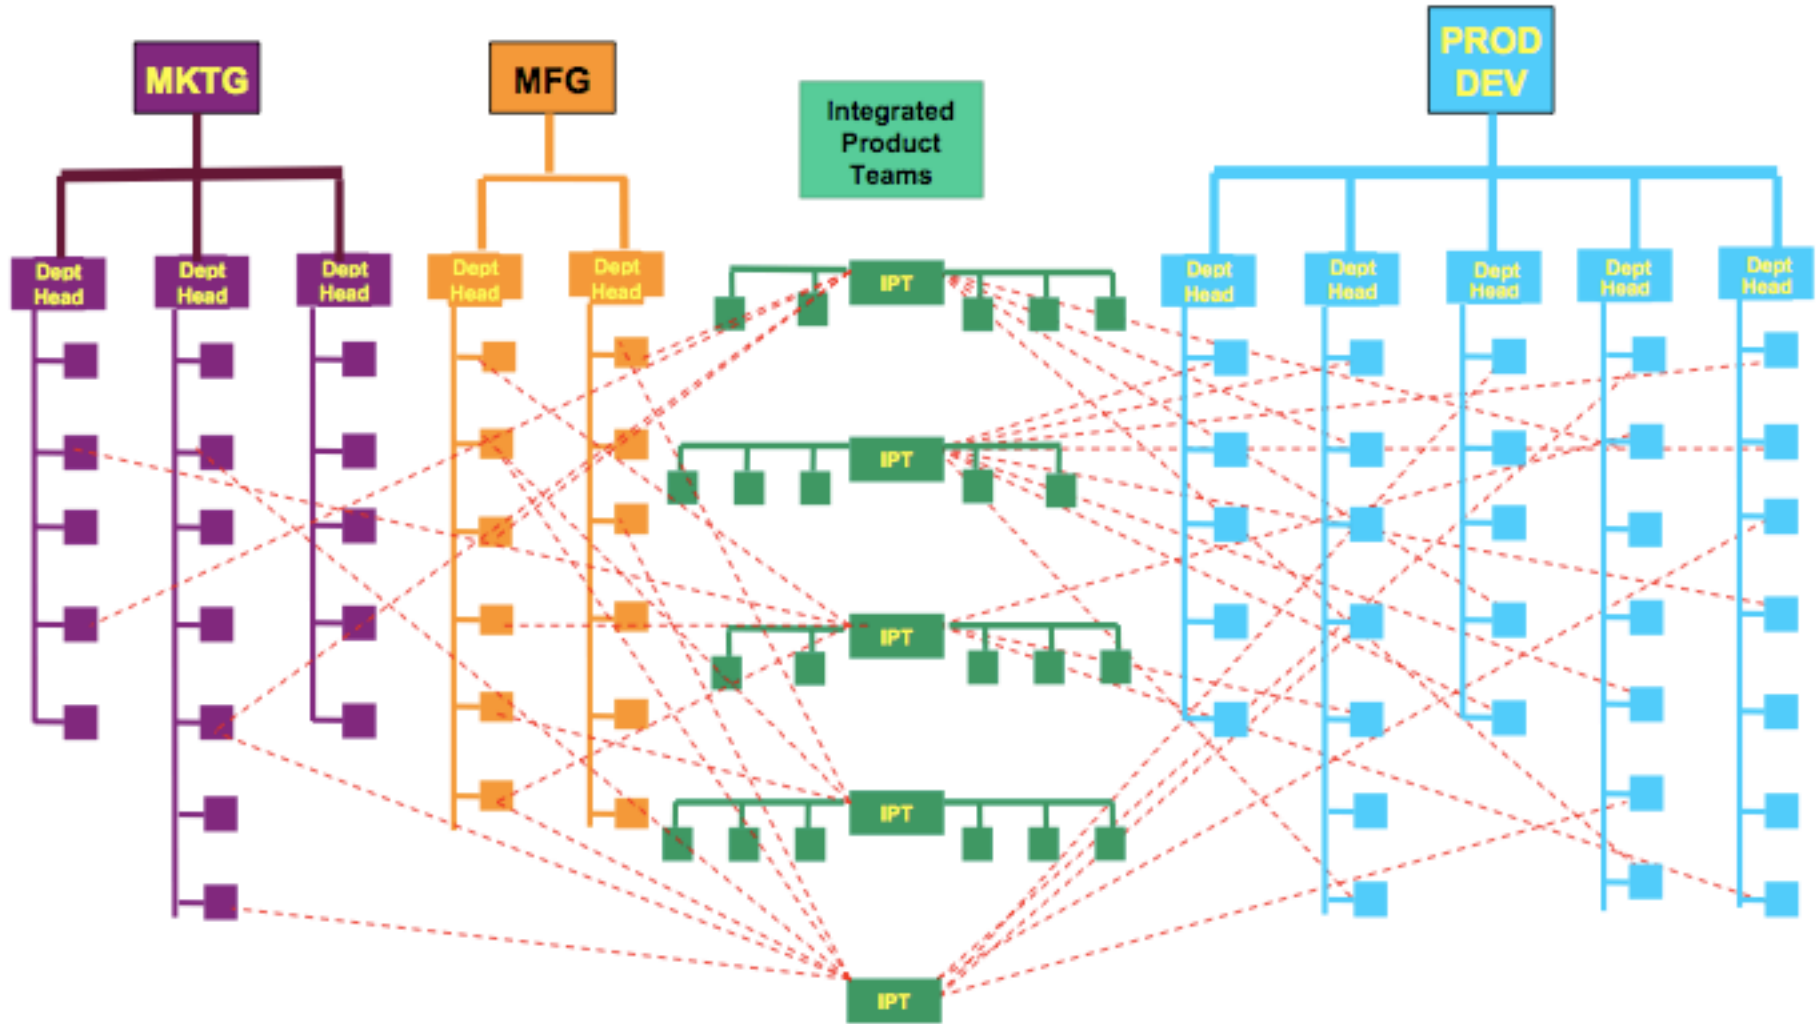 MKTG
MFG
Integrated
Product
Teams
PROD
DEV
Dept
Head
Dept
Head
Dept
Head
Dept
Head
Dept
Head
IPT
Dept
Head
Dept
Head
Dept
Head
Dept
Head
Dept
Head
IPT
IPT
IPT
IPT